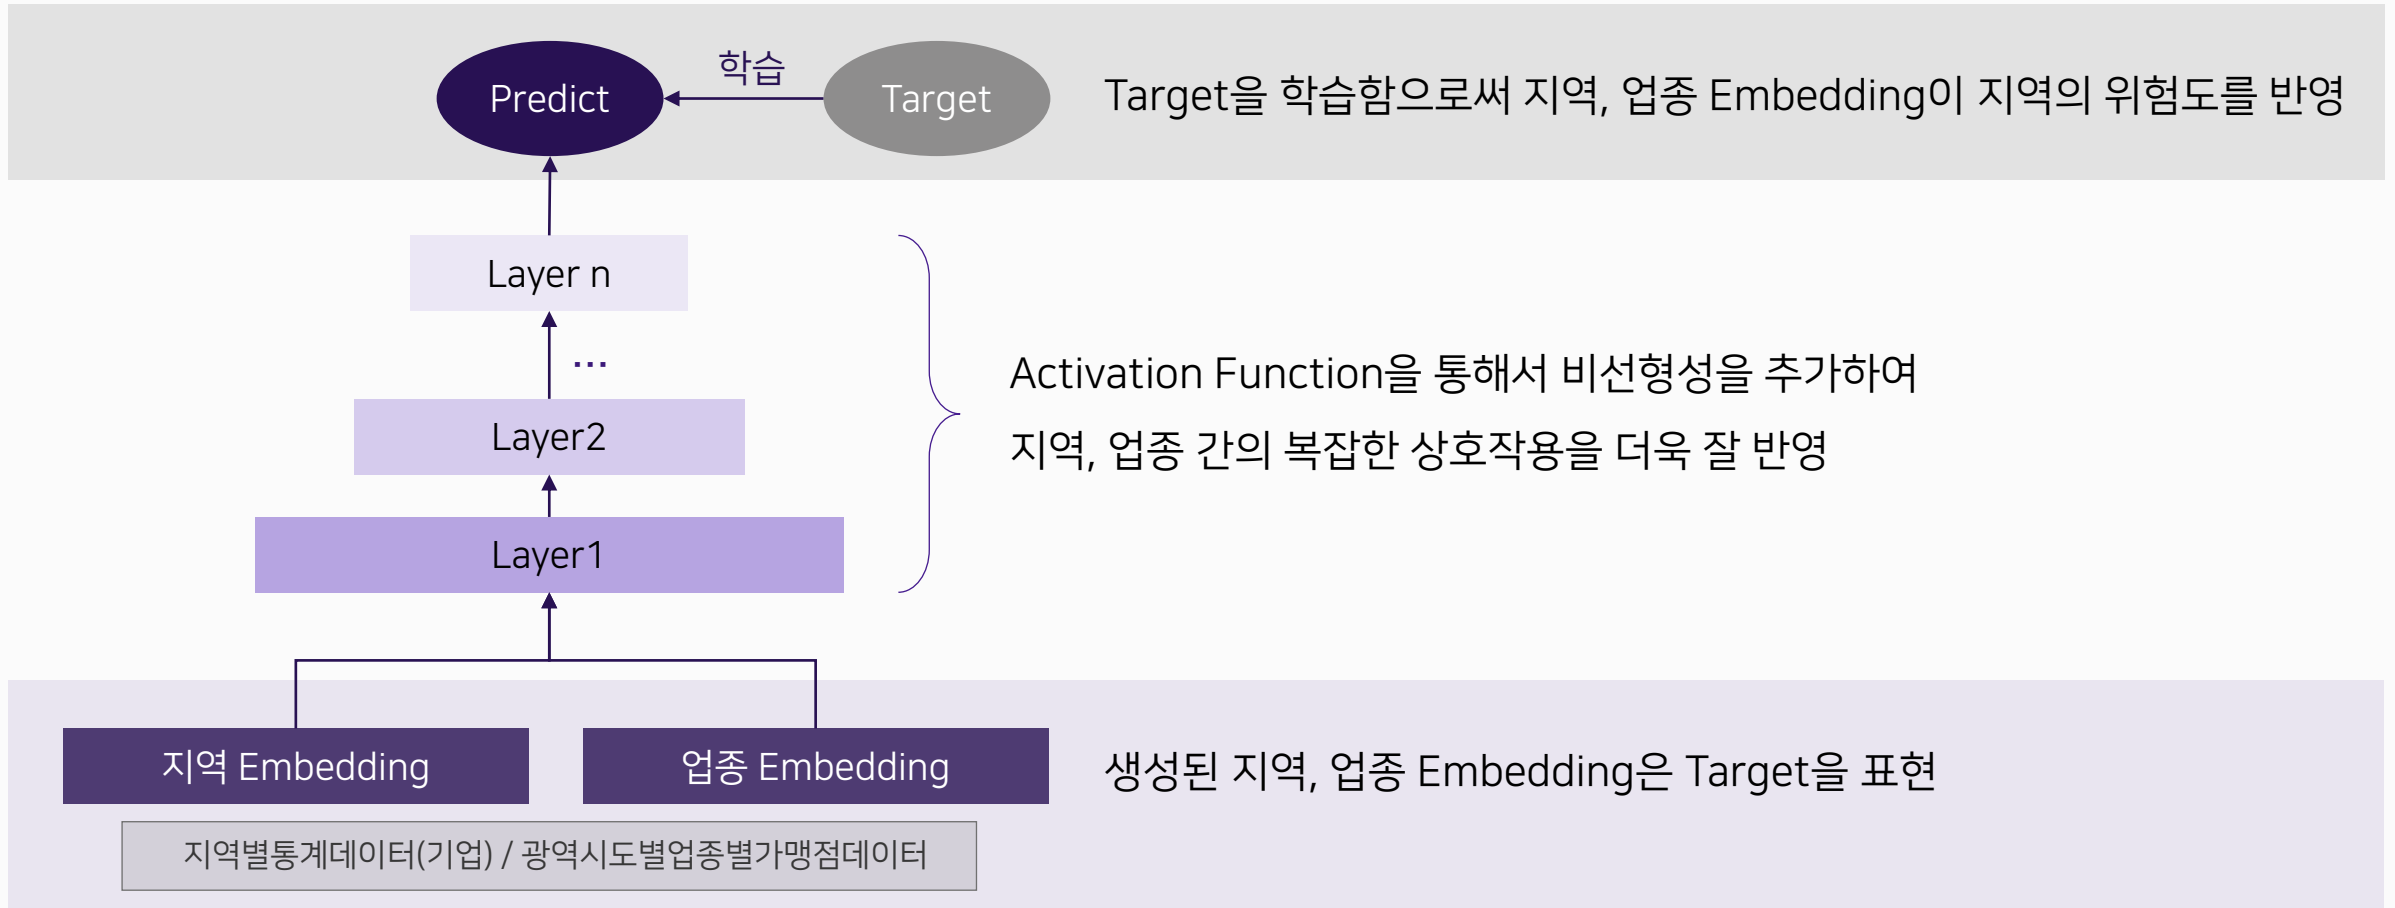 학습
Predict
Target
Target을 학습함으로써 지역, 업종 Embedding이 지역의 위험도를 반영
Layer n
...
Layer2
Layer1
Activation Function을 통해서 비선형성을 추가하여
지역, 업종 간의 복잡한 상호작용을 더욱 잘 반영
지역 Embedding
업종 Embedding
생성된 지역, 업종 Embedding은 Target을 표현
지역별통계데이터(기업) / 광역시도별업종별가맹점데이터